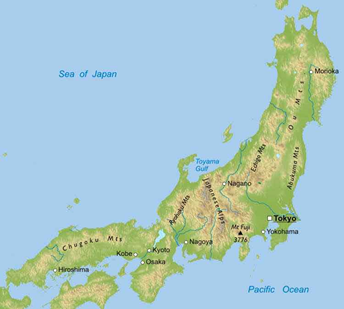 Sea of Japan
Morioka
Ou Mts.
Toyama
Gulf
Echigo Mts
Abukuma Mts
Nagano
Japanese Alps
Ryohaku Mts
Tokyo
Mt Fuji
3776
Yokohama
Chugoku Mts
Kyoto
Kobe
Osaka
Nagoya
Hiroshima
Pacific Ocean